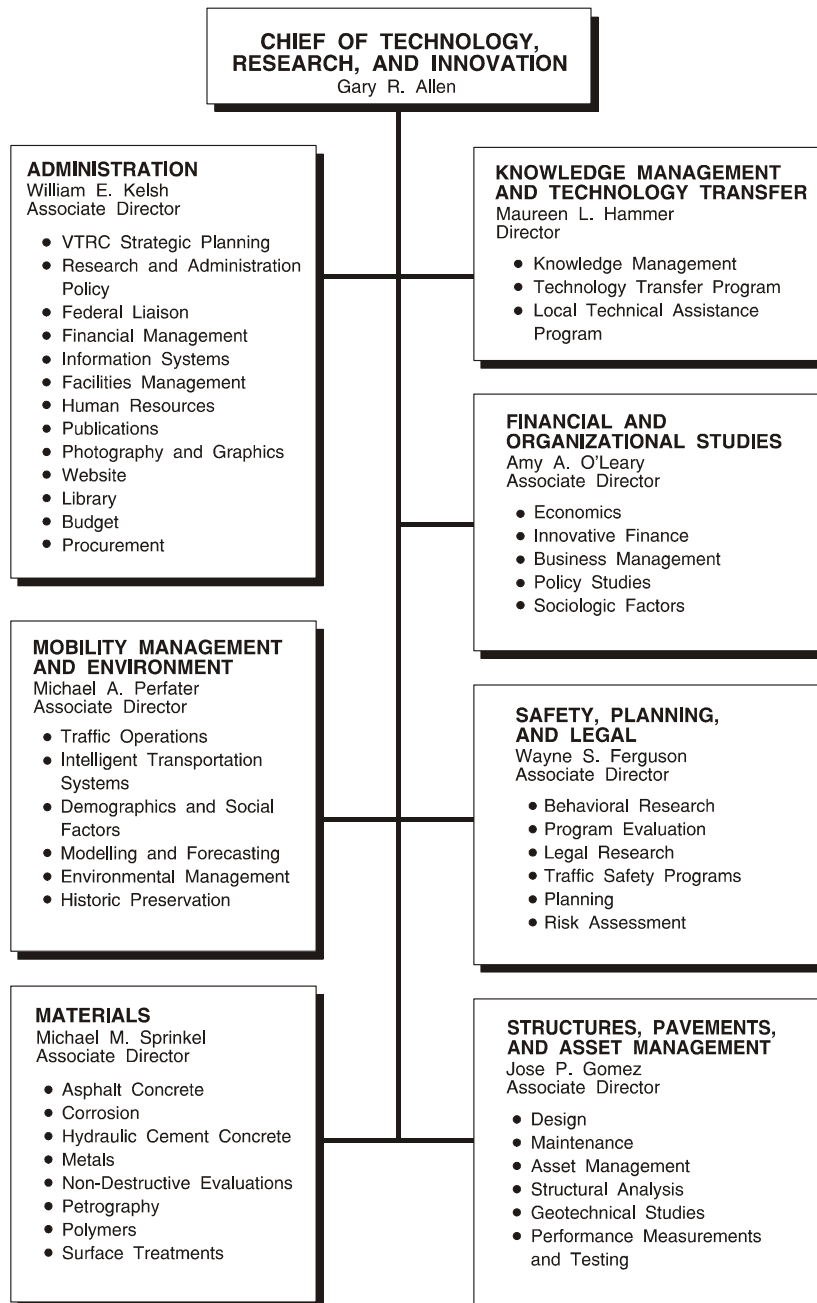 CHIEF OF TECHNOLOGY,
RESEARCH, AND INNOVATION
Gary R. Allen
ADMINISTRATION
William E. Kelsh
Associate Director
• VTRC Strategic Planning
• Research and Administration
Policy
• Federal Liaison
• Financial Management
• Information Systems
• Facilities Management
• Human Resources
• Publications
• Photography and Graphics
• Website
• Library
• Budget
• Procurement
KNOWLEDGE MANAGEMENT
AND TECHNOLOGY TRANSFER
Maureen L. Hammer
Director
• Knowledge Management
• Technology Transfer Program
• Local Technical Assistance
Program
FINANCIAL AND
ORGANIZATIONAL STUDIES
Amy A. O'Leary
Associate Director
• Economics
• Innovative Finance
• Business Management
• Policy Studies
• Sociologic Factors
MOBILITY MANAGEMENT
AND ENVIRONMENT
Michael A. Perfater
Associate Director
• Traffic Operations
• Intelligent Transportation
Systems
• Demographics and Social
Factors
• Modelling and Forecasting
• Environmental Management
• Historic Preservation
SAFETY, PLANNING,
AND LEGAL
Wayne S. Ferguson
Associate Director
• Behavioral Research
• Program Evaluation
• Legal Research
• Traffic Safety Programs
• Planning
• Risk Assessment
MATERIALS
Michael M. Sprinkel
Associate Director
• Asphalt Concrete
• Corrosion
• Hydraulic Cement Concrete
• Metals
• Non-Destructive Evaluations
• Petrography
• Polymers
• Surface Treatments
STRUCTURES, PAVEMENTS,
AND ASSET MANAGEMENT
Jose P. Gomez
Associate Director
• Design
• Maintenance
• Asset Management
• Structural Analysis
• Geotechnical Studies
• Performance Measurements
and Testing